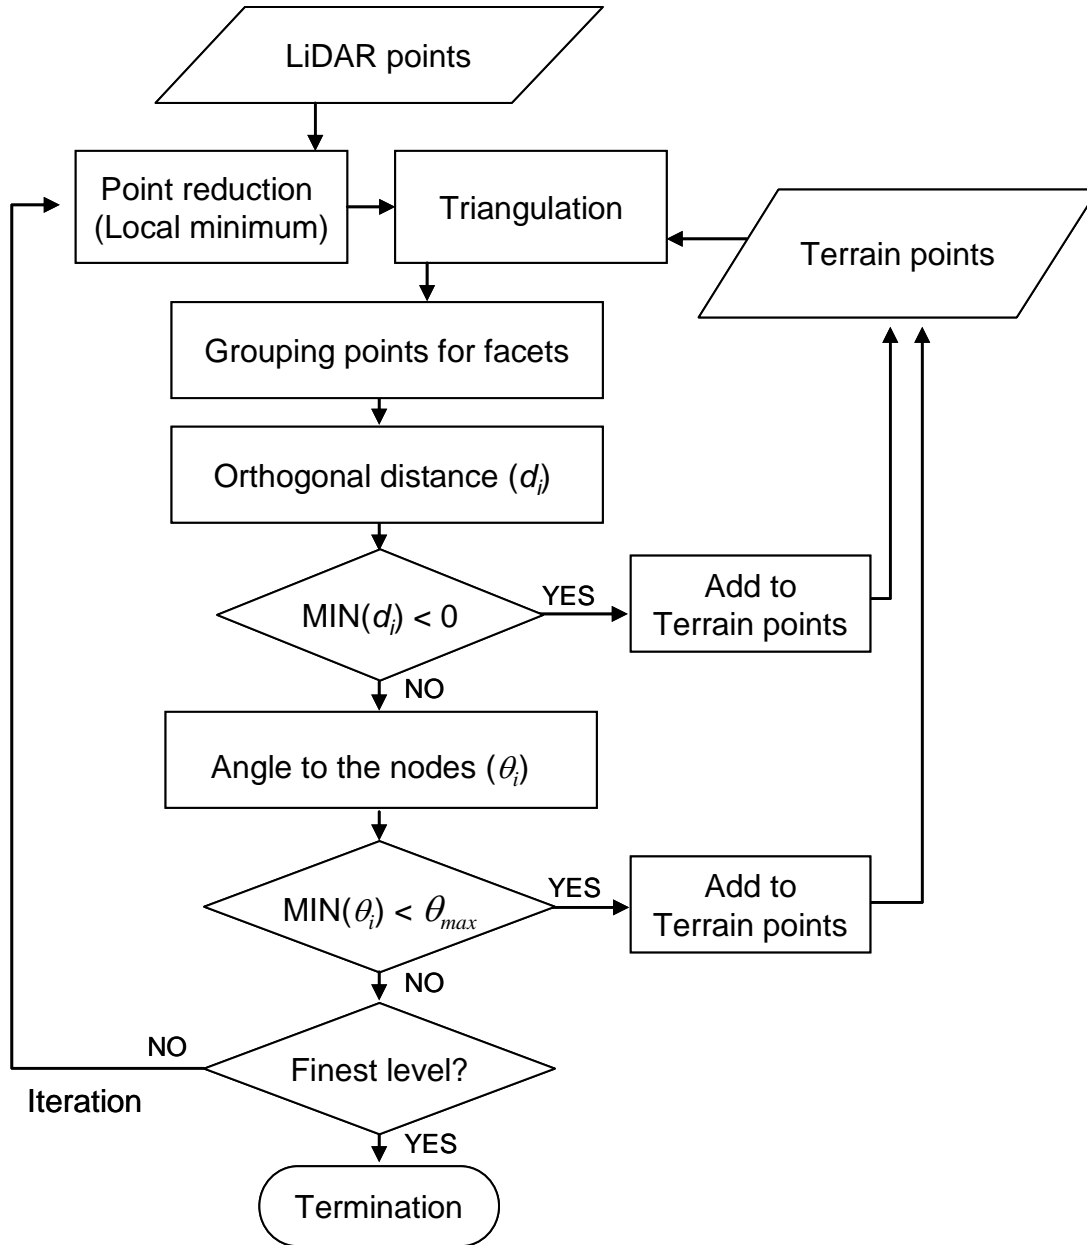 LiDAR points
Point reduction
(Local minimum)
Triangulation
Terrain points
Grouping points for facets
Orthogonal distance (dᵢ)
MIN(dᵢ) < 0
YES
Add to
Terrain points
NO
Angle to the nodes (θᵢ)
MIN(θᵢ) < θmax
YES
Add to
Terrain points
NO
Finest level?
NO
Iteration
YES
Termination